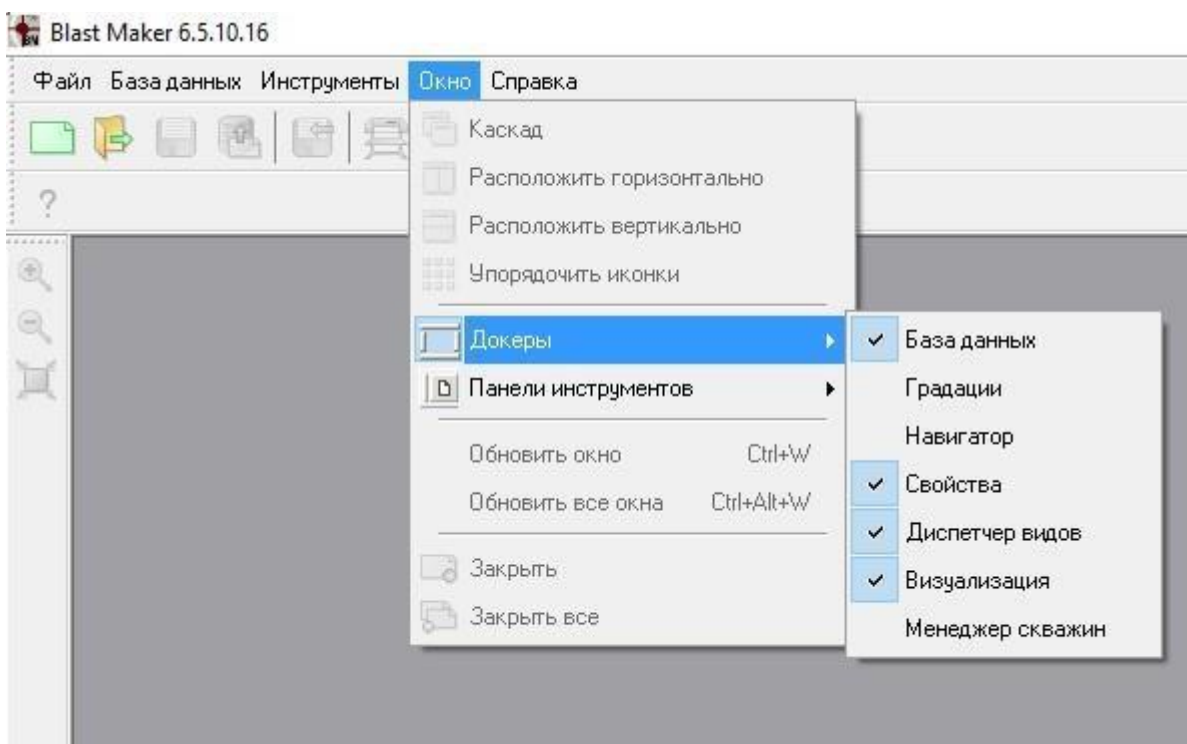 Blast Maker 6.5.10.16
Файл База данных Инструменты Окно Справка
Каскад
Расположить горизонтально
?
Расположить вертикально
Упорядочить иконки
Докеры
База данных
Панели инструментов
Градации
Навигатор
Обновить окно Ctrl+W
Свойства
Обновить все окна Ctrl+Alt+W
Диспетчер видов
Закрыть
Визуализация
Закрыть все
Менеджер скважин